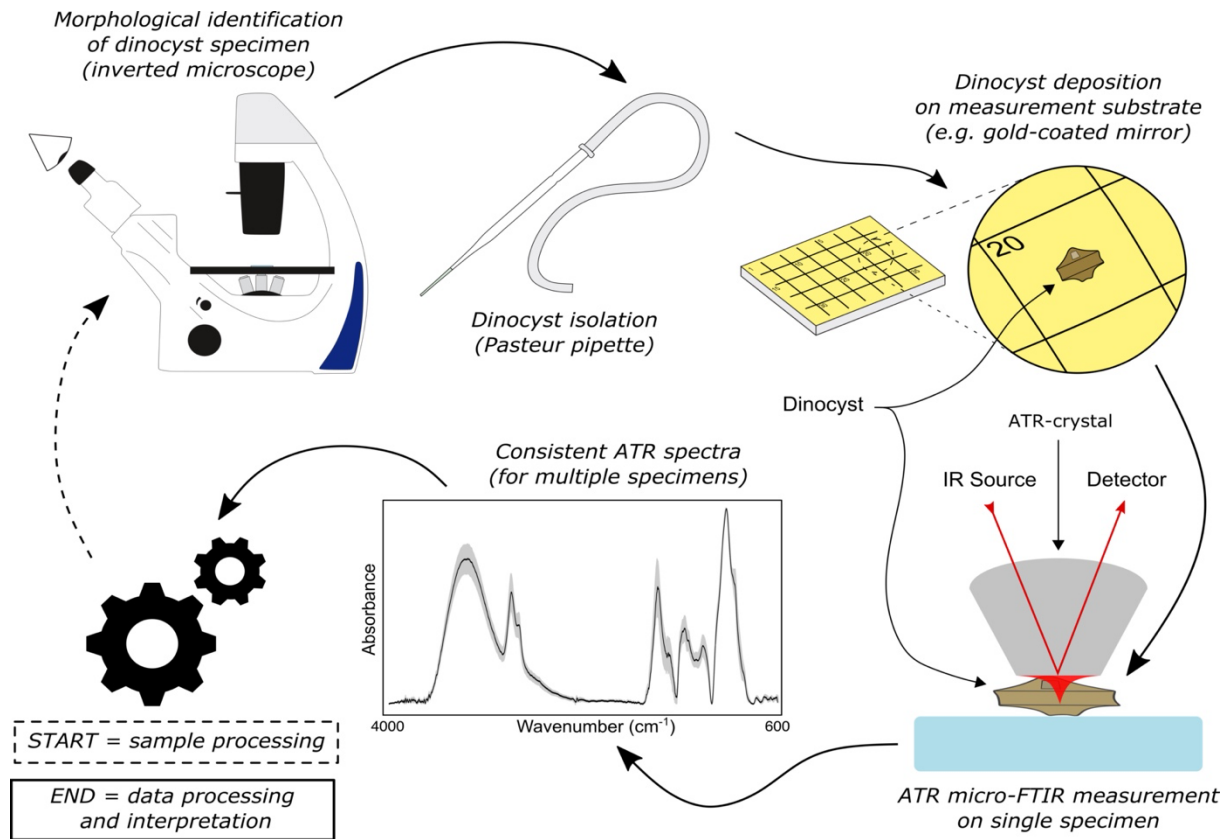 Morphological identification
of dinocyst specimen
(inverted microscope)
Dinocyst isolation
(Pasteur pipette)
Dinocyst deposition
on measurement substrate
(e.g. gold-coated mirror)
20
Dinocyst
ATR-crystal
IR Source
Detector
Consistent ATR spectra
(for multiple specimens)
Absorbance
4000
Wavenumber (cm⁻¹)
600
START = sample processing
END = data processing
and interpretation
ATR micro-FTIR measurement
on single specimen